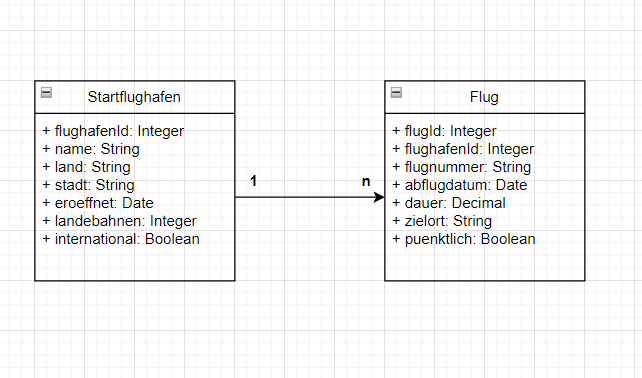 Startflughafen
+ flughafenId: Integer
+ name: String
+ land: String
+ stadt: String
+ eroeffnet: Date
+ landebahnen: Integer
+ international: Boolean
1
n
Flug
+ flugId: Integer
+ flughafenId: Integer
+ flugnummer: String
+ abflugdatum: Date
+ dauer: Decimal
+ zielort: String
+ puenktlich: Boolean